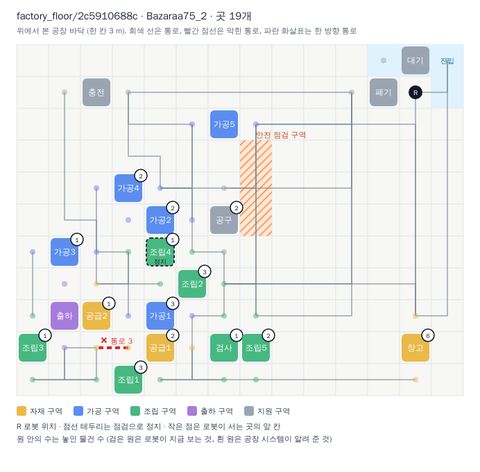 factory_floor/2c5910688c · Bazaraa75_2 · 곳 19개
위에서 본 공장 바닥 (한 칸 3 m). 회색 선은 통로, 빨간 점선은 막힌 통로, 파란 화살표는 한 방향 통로
대기
진입
충전
폐기
R
가공5
안전 점검 구역
가공4
2
가공2
2
공구
2
가공3
1
조립4
1
정지
조립2
3
출하
공급2
1
가공1
3
조립3
1
✖ 통로 3
공급1
2
검사
1
조립5
2
창고
6
조립1
3
자재 구역
가공 구역
조립 구역
출하 구역
지원 구역
R 로봇 위치 · 점선 테두리는 점검으로 정지 · 작은 점은 로봇이 서는 곳의 앞 칸
원 안의 수는 놓인 물건 수 (검은 원은 로봇이 지금 보는 것, 흰 원은 공장 시스템이 알려 준 것)